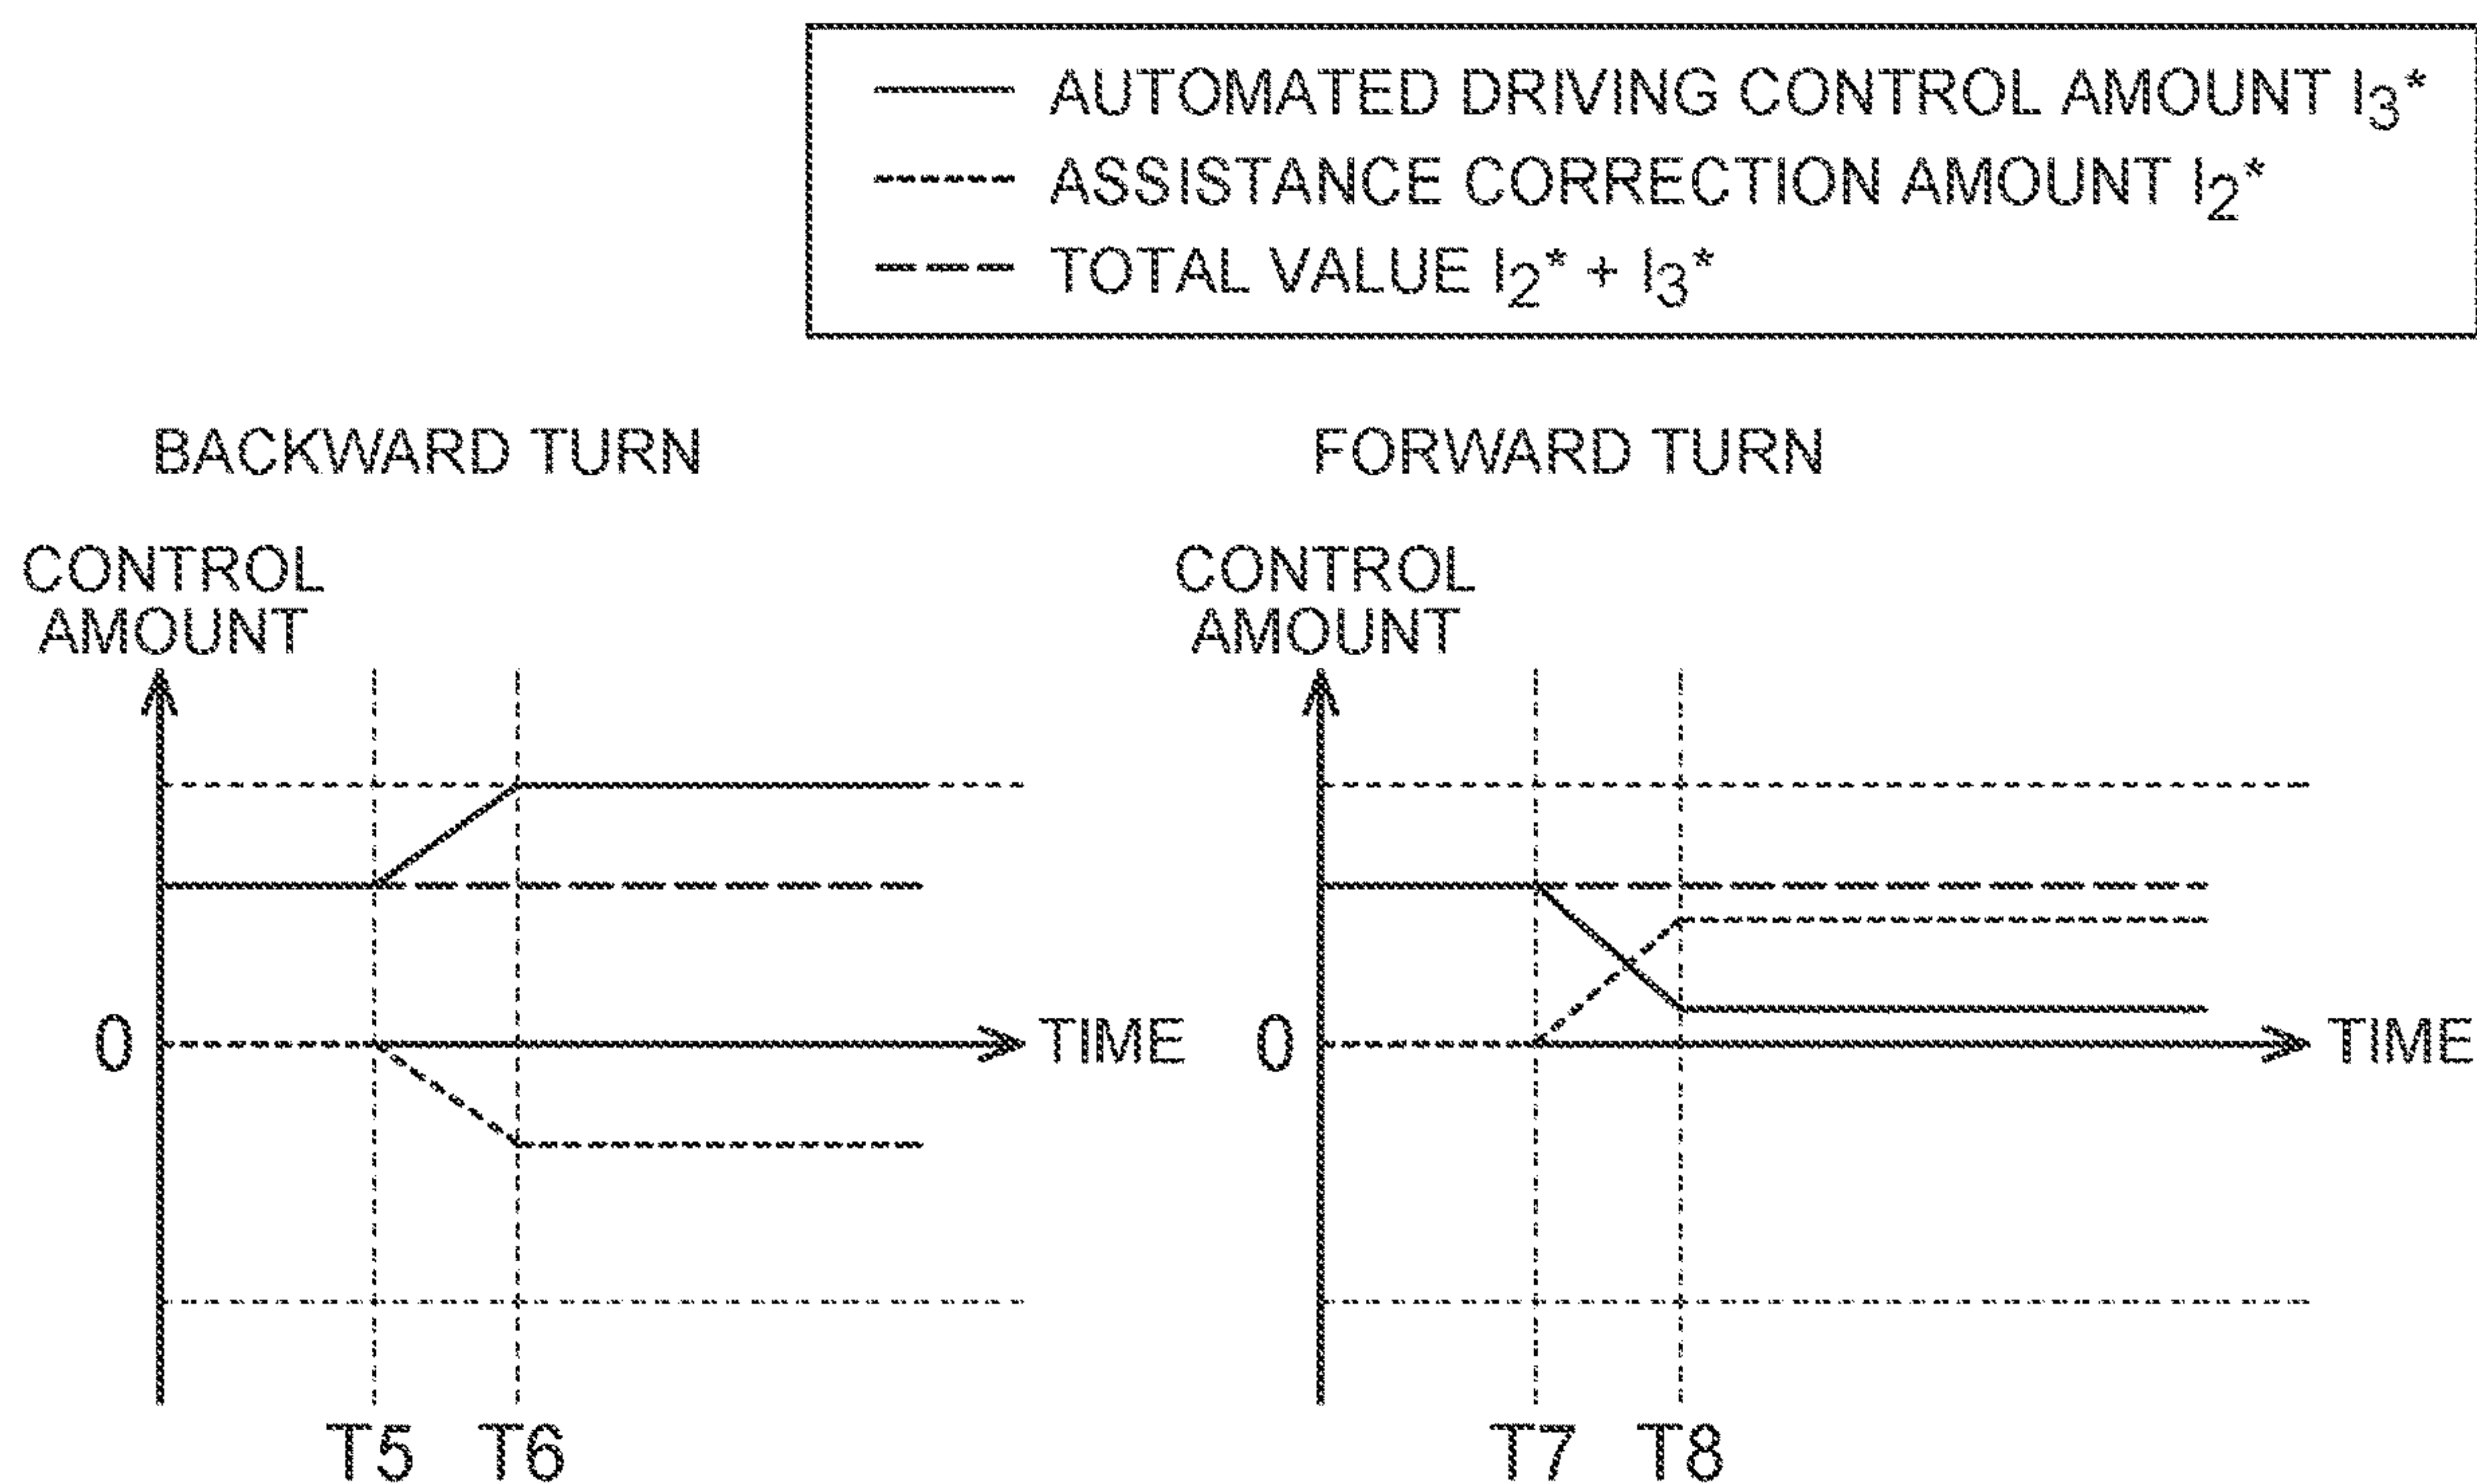 AUTOMATED DRIVING CONTROL AMOUNT I₃*
ASSISTANCE CORRECTION AMOUNT I₂*
TOTAL VALUE I₂* + I₃*
BACKWARD TURN
CONTROL
AMOUNT
0
TIME
T5 T6
FORWARD TURN
CONTROL
AMOUNT
0
TIME
T7 T8